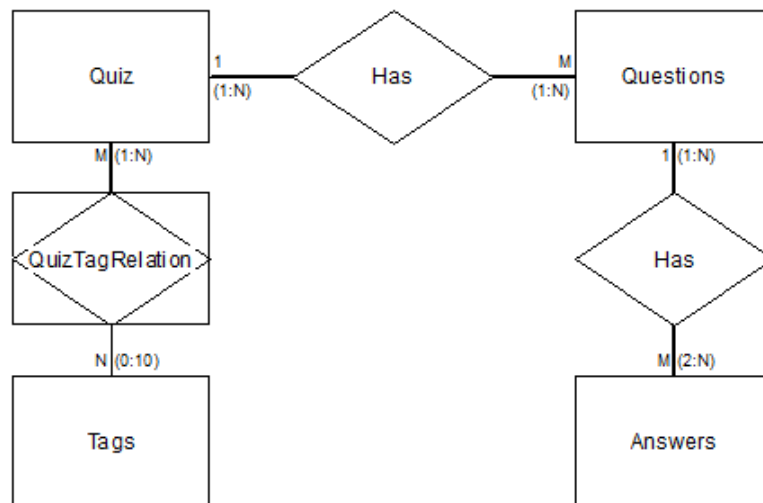 Quiz
1
(1:N)
Has
M
(1:N)
Questions
M (1:N)
1 (1:N)
QuizTagRelation
Has
N (0:10)
M (2:N)
Tags
Answers